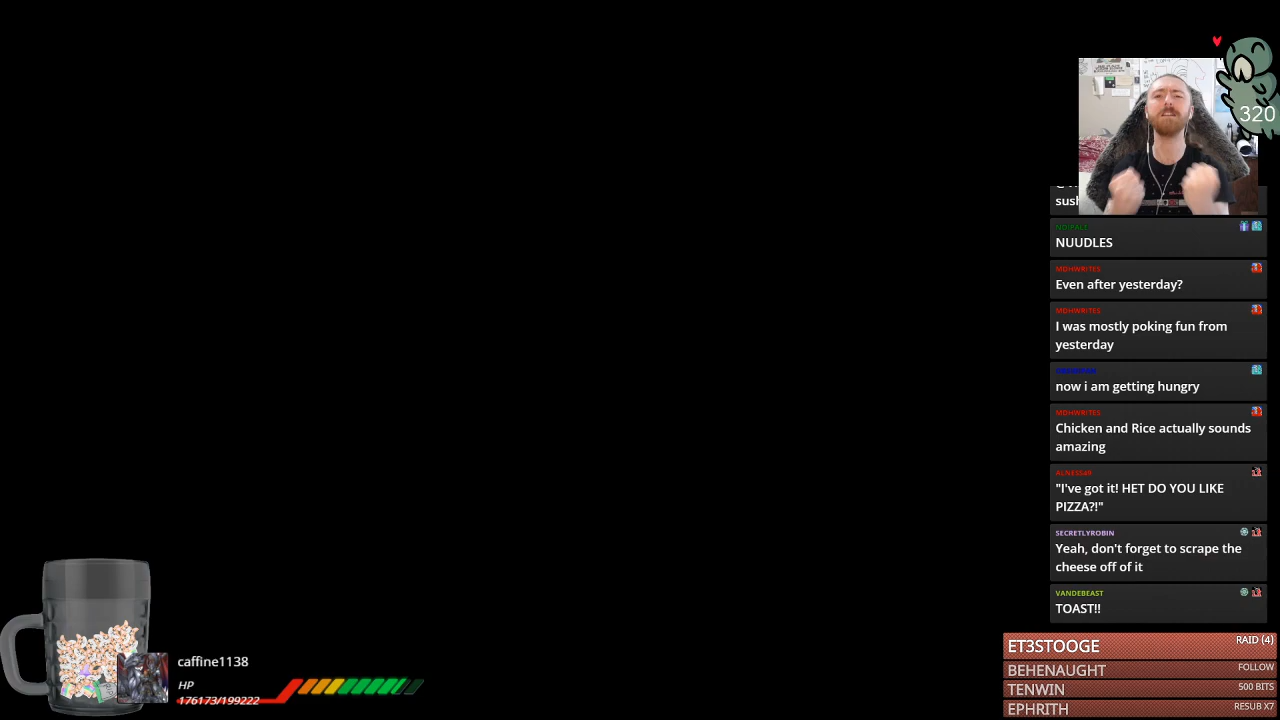 320
sush
NUUDLES
MDHWRITES
Even after yesterday?
MDHWRITES
I was mostly poking fun from
yesterday
now i am getting hungry
MDHWRITES
Chicken and Rice actually sounds
amazing
ALNESS49
"I've got it! HET DO YOU LIKE
PIZZA?!"
SECRETLYROBIN
Yeah, don't forget to scrape the
cheese off of it
VANDEBEAST
TOAST!!
ET3STOOGE RAID (4)
BEHENAUGHT FOLLOW
TENWIN 500 BITS
EPHRITH RESUB X7
caffine1138
HP
176173/199222